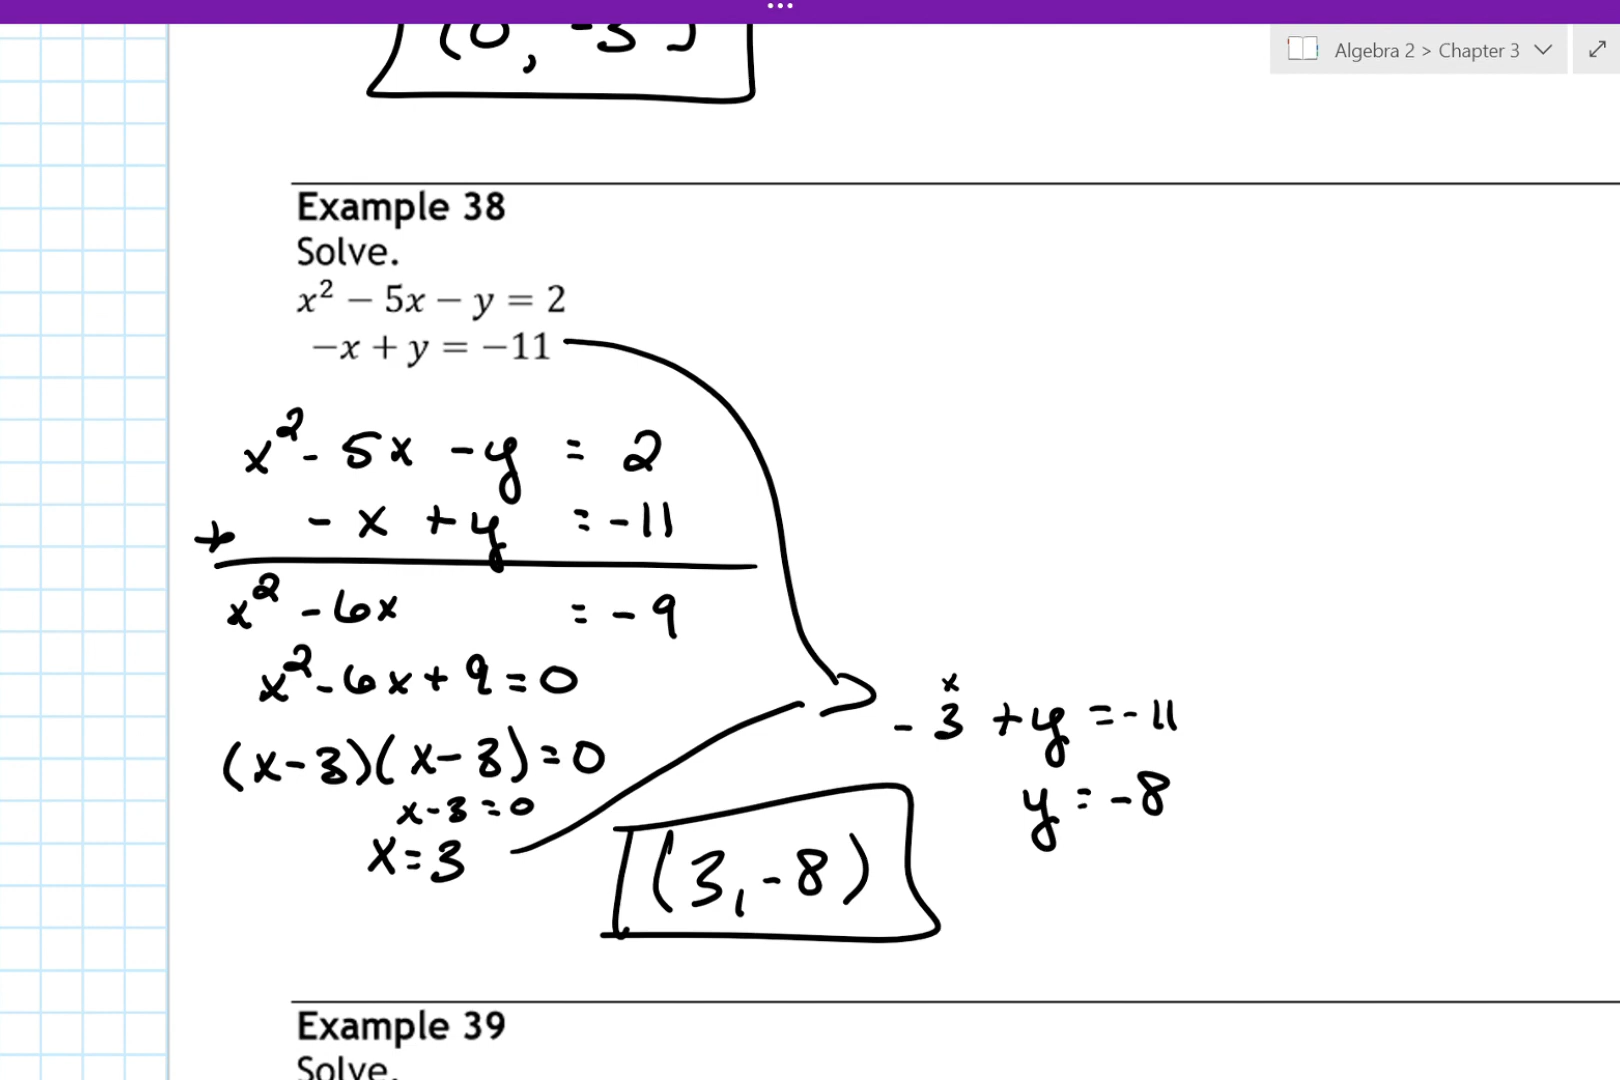 (0, -3)
Algebra 2 > Chapter 3
Example 38
Solve.
x² − 5x − y = 2
−x + y = −11
x² - 5x - y = 2
+ - x + y = -11
x² - 6x = -9
x² - 6x + 9 = 0
(x-3)(x-3)=0
x-3=0
x=3
x
- 3 + y = -11
y = -8
(3, -8)
Example 39
Solve.